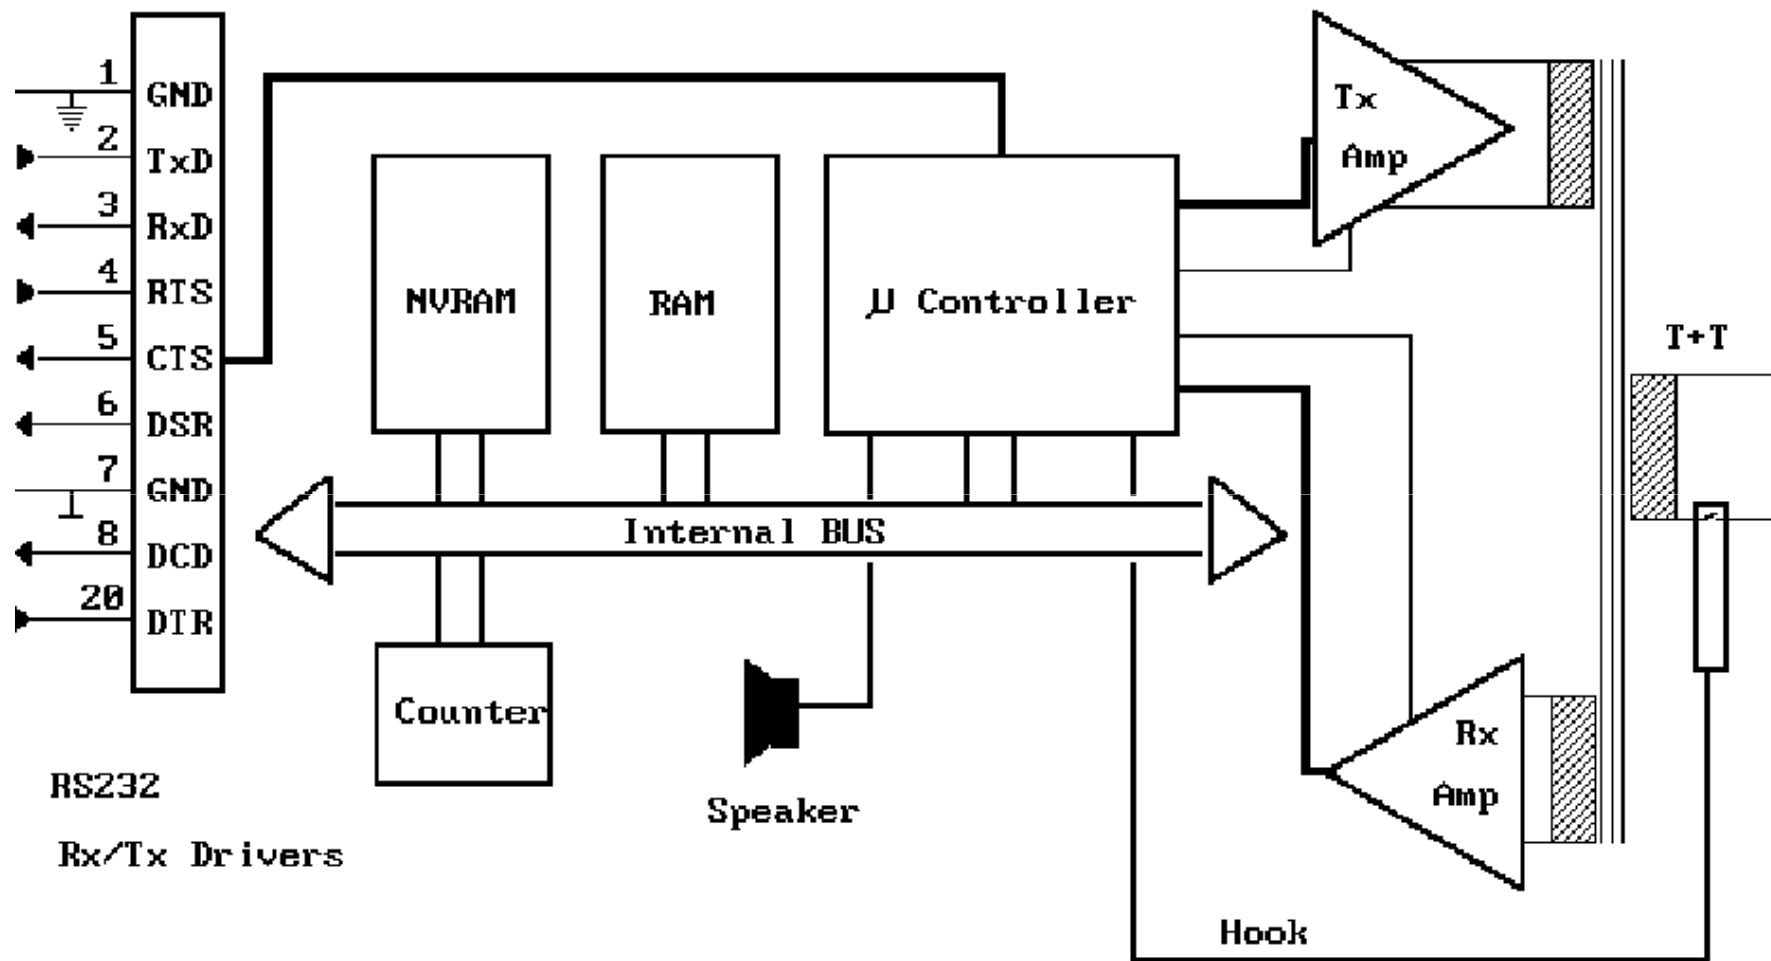 1
GND
2
TxD
3
RxD
4
RTS
5
CTS
6
DSR
7
GND
8
DCD
20
DTR
RS232
Rx/Tx Drivers
NVRAM
RAM
µ Controller
Internal BUS
Counter
Speaker
Tx
Amp
T+T
Rx
Amp
Hook